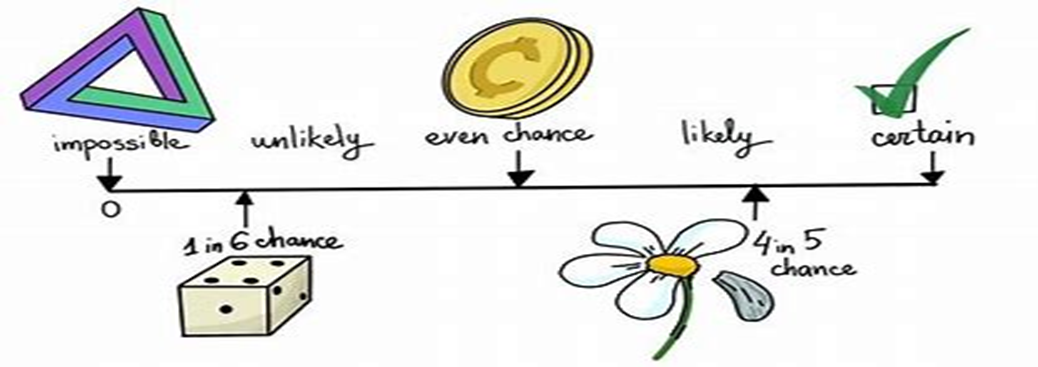 impossible
unlikely
even chance
likely
certain
0
1 in 6 chance
4 in 5
chance